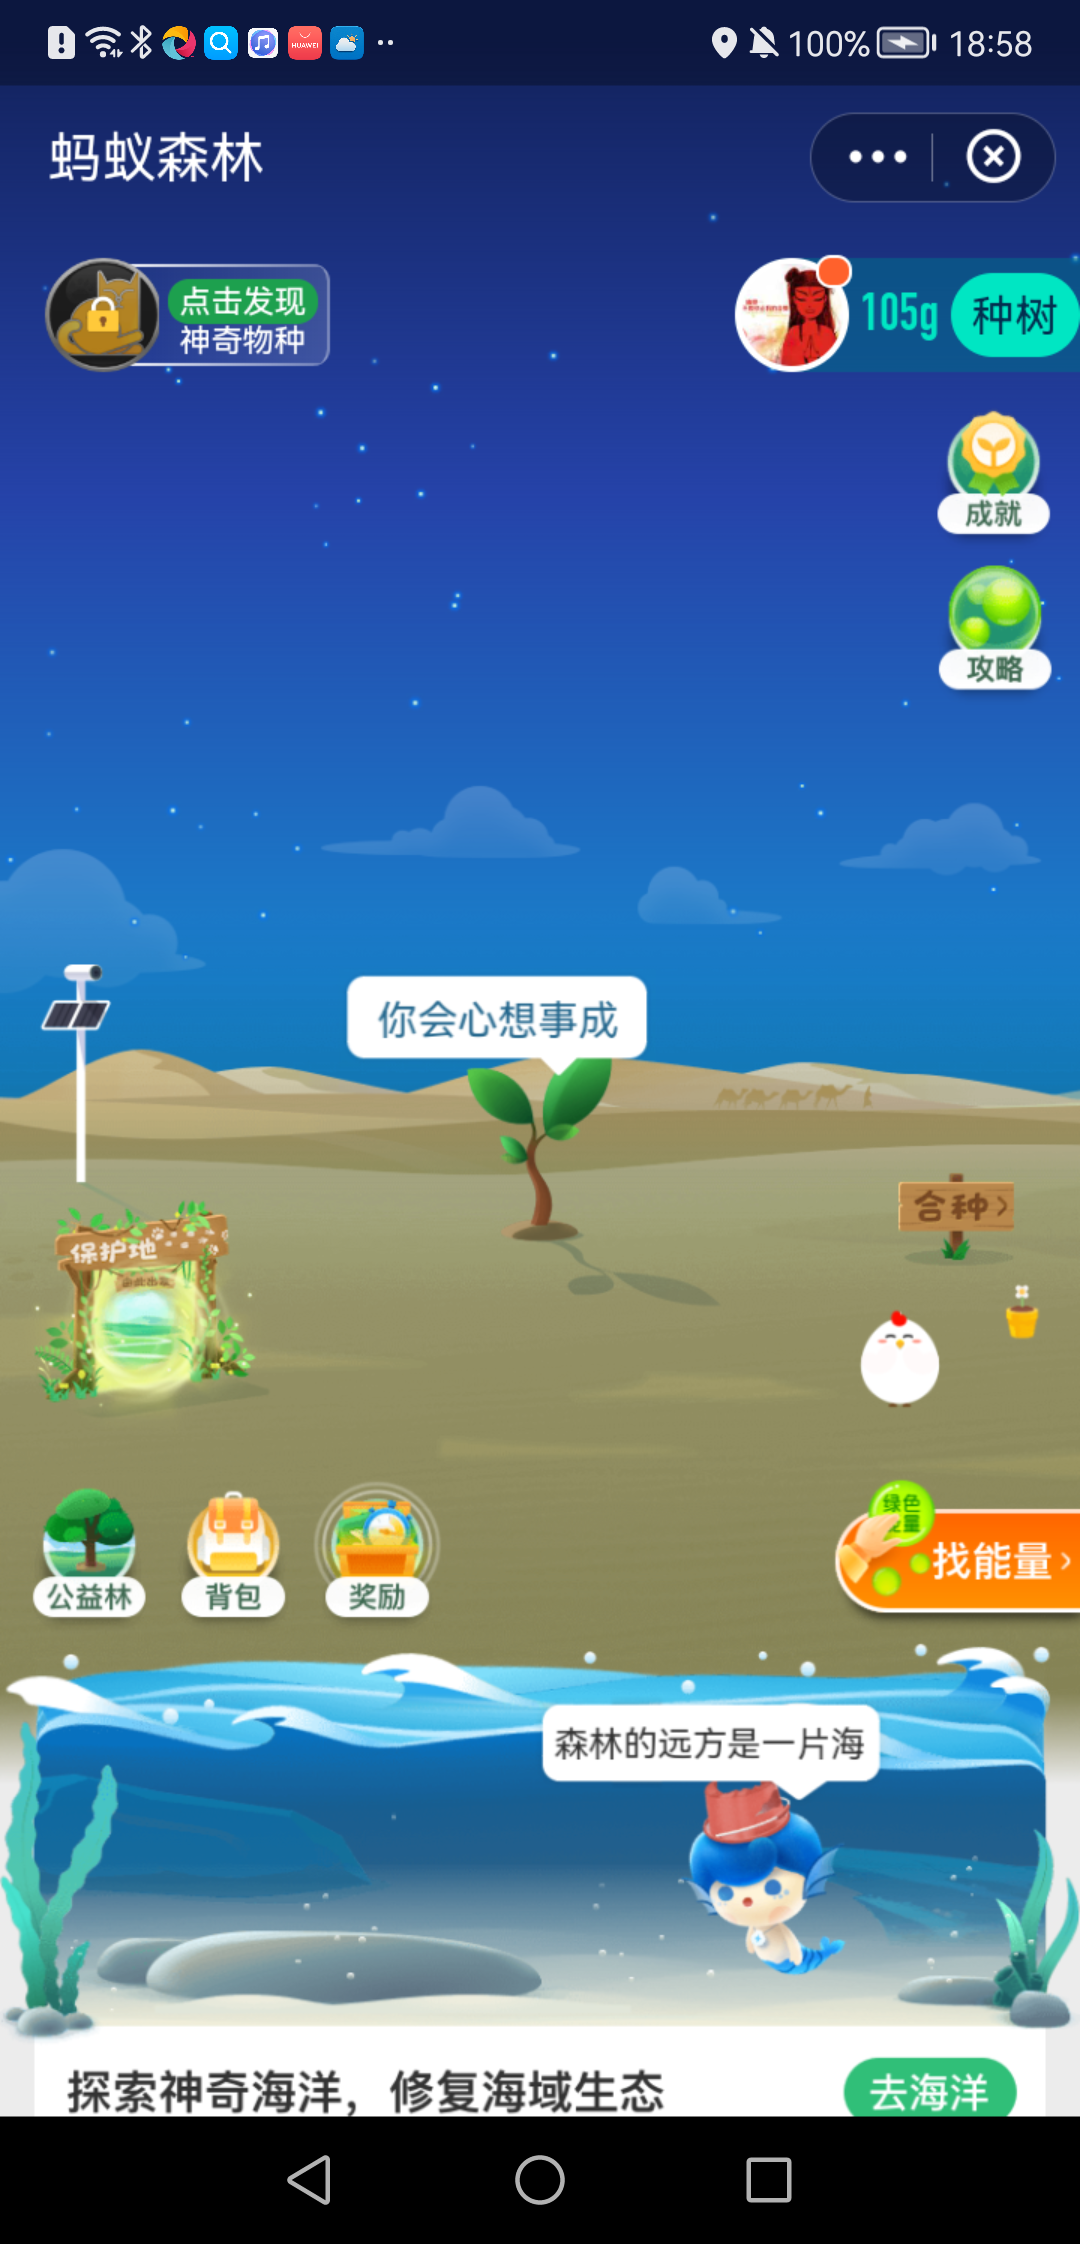 HUAWEI
100% 18:58
蚂蚁森林
点击发现
神奇物种
105g 种树
成就
攻略
你会心想事成
合种
保护地
公益林 背包 奖励
绿色
找能量
森林的远方是一片海
探索神奇海洋，修复海域生态
去海洋